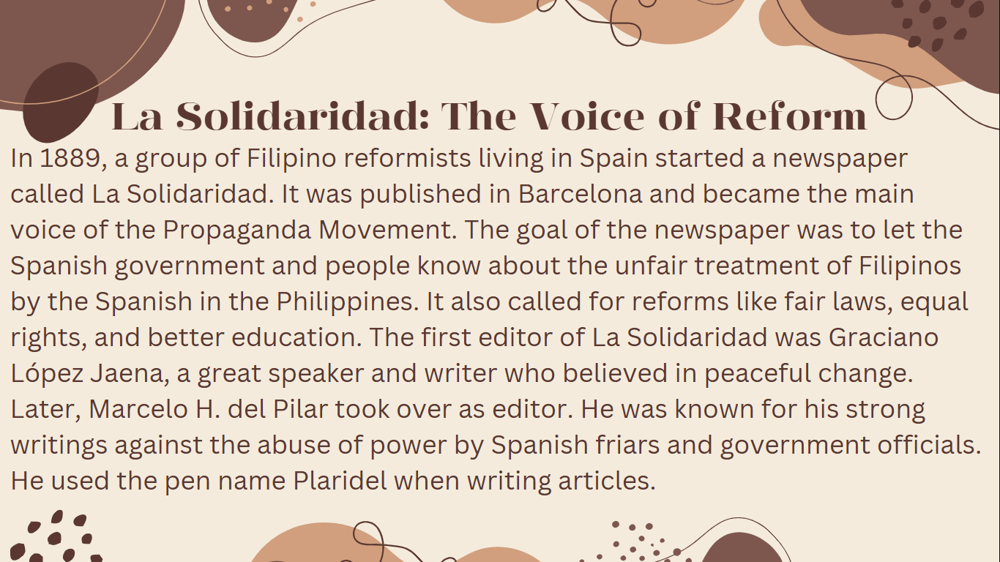 La Solidaridad: The Voice of Reform
In 1889, a group of Filipino reformists living in Spain started a newspaper
called La Solidaridad. It was published in Barcelona and became the main
voice of the Propaganda Movement. The goal of the newspaper was to let the
Spanish government and people know about the unfair treatment of Filipinos
by the Spanish in the Philippines. It also called for reforms like fair laws, equal
rights, and better education. The first editor of La Solidaridad was Graciano
López Jaena, a great speaker and writer who believed in peaceful change.
Later, Marcelo H. del Pilar took over as editor. He was known for his strong
writings against the abuse of power by Spanish friars and government officials.
He used the pen name Plaridel when writing articles.